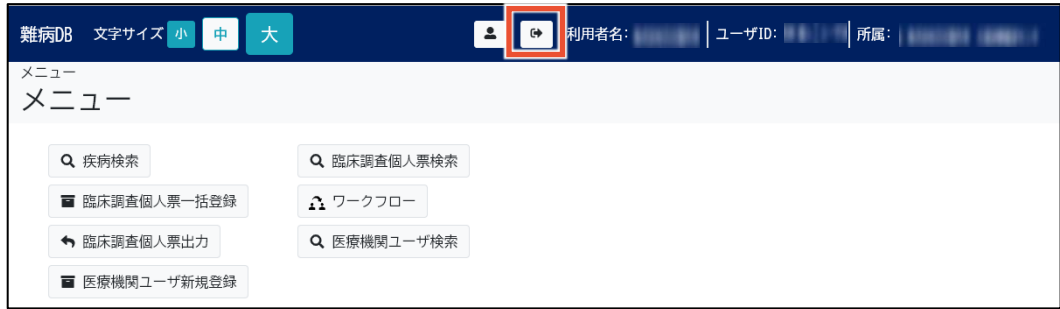 難病DB 文字サイズ 小 中 大 利用者名: ユーザID: 所属:
メニュー
メニュー
疾病検索 臨床調査個人票検索
臨床調査個人票一括登録 ワークフロー
臨床調査個人票出力 医療機関ユーザ検索
医療機関ユーザ新規登録